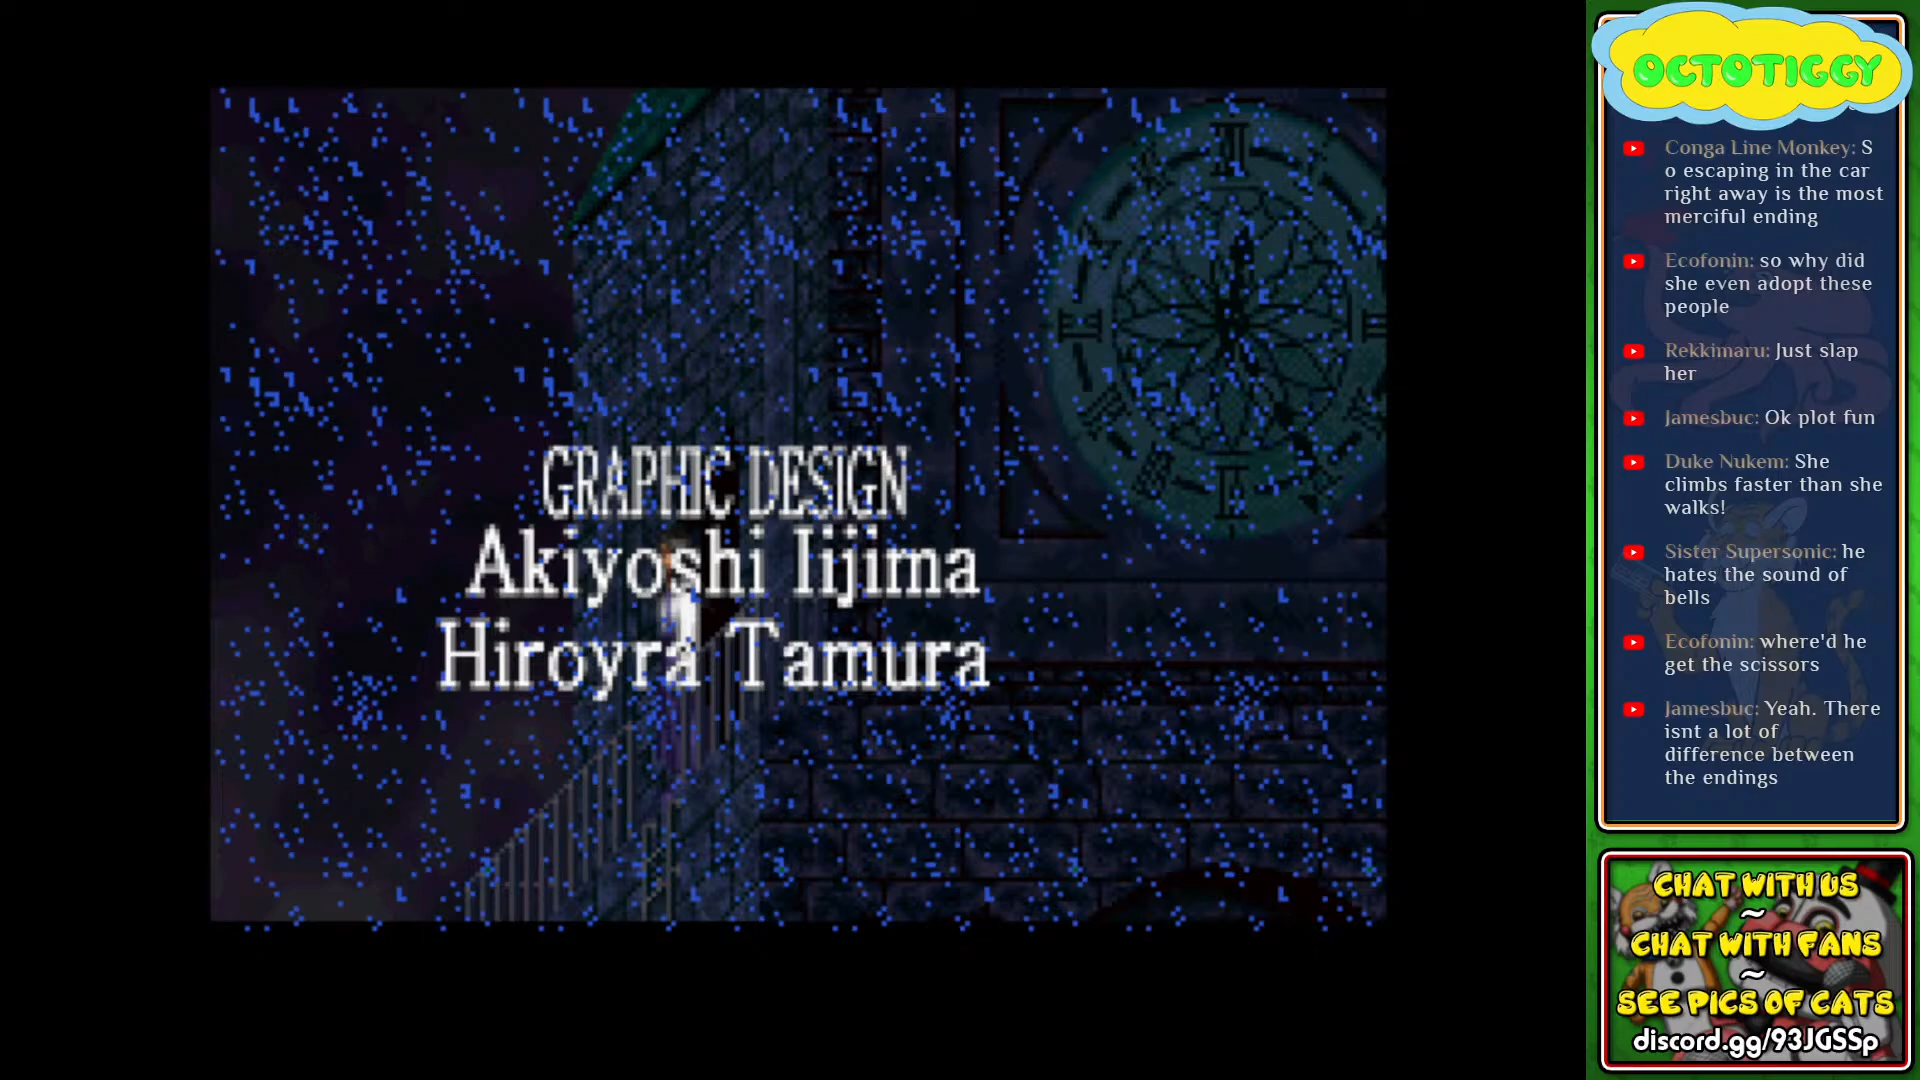 GRAPHIC DESIGN
Akiyoshi Iijima
Hiroyra Tamura
OCTOTIGGY
Conga Line Monkey: S
o escaping in the car
right away is the most
merciful ending
Ecofonin: so why did
she even adopt these
people
Rekkimaru: Just slap
her
Jamesbuc: Ok plot fun
Duke Nukem: She
climbs faster than she
walks!
Sister Supersonic: he
hates the sound of
bells
Ecofonin: where'd he
get the scissors
Jamesbuc: Yeah. There
isnt a lot of
difference between
the endings
CHAT WITH US
~
CHAT WITH FANS
~
SEE PICS OF CATS
discord.gg/93JGSSp